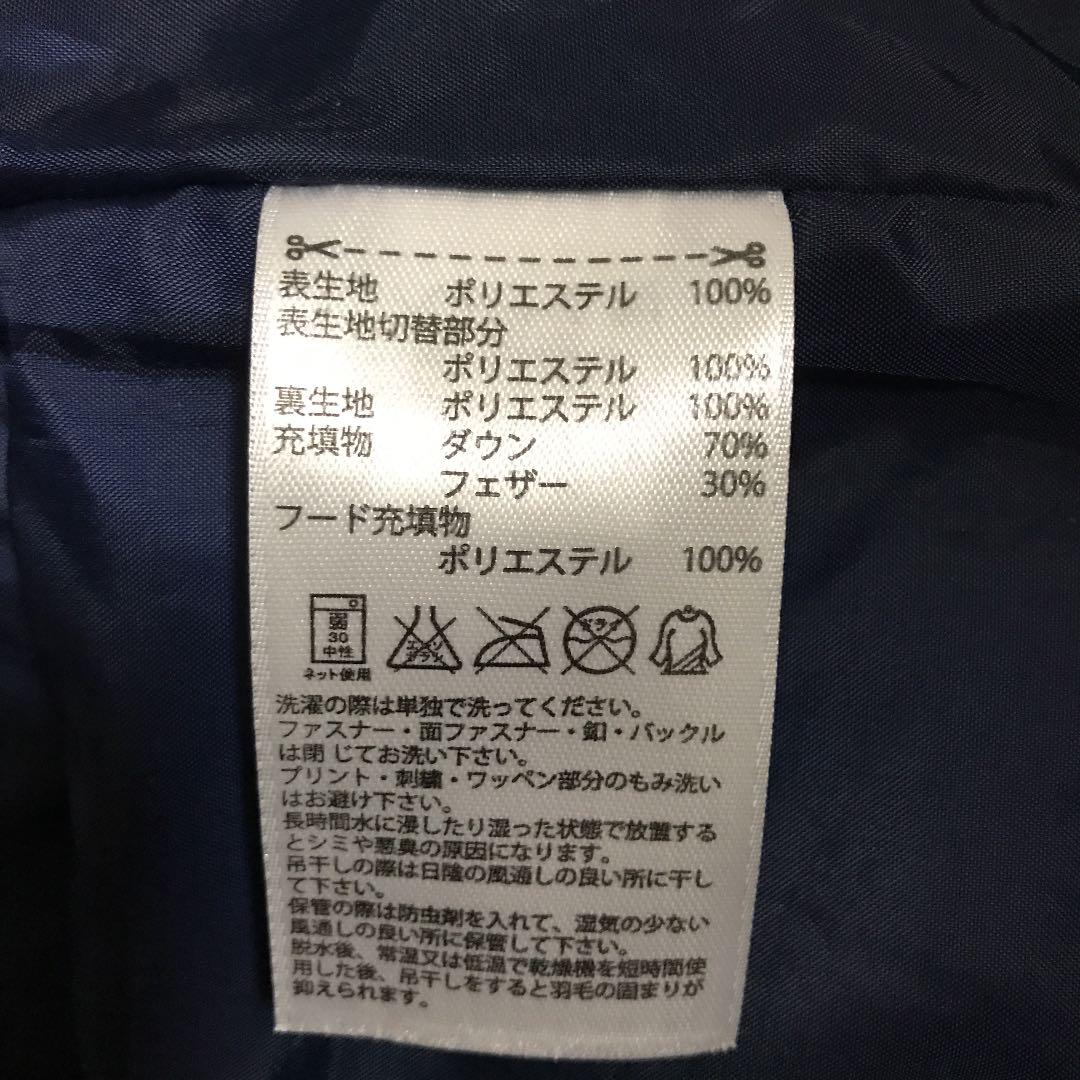 表生地 ポリエステル 100%
表生地切替部分
ポリエステル 100%
裏生地 ポリエステル 100%
充填物 ダウン 70%
フェザー 30%
フード充填物
ポリエステル 100%
弱
30
中性
エンソ
サラシ
ドライ
ネット使用
洗濯の際は単独で洗ってください。
ファスナー・面ファスナー・釦・バックル
は閉じてお洗い下さい。
プリント・刺繍・ワッペン部分のもみ洗い
はお避け下さい。
長時間水に浸したり湿った状態で放置する
とシミや悪臭の原因になります。
吊干しの際は日陰の風通しの良い所に干し
て下さい。
保管の際は防虫剤を入れて、湿気の少ない
風通しの良い所に保管して下さい。
脱水後、常温又は低温で乾燥機を短時間使
用した後、吊干しをすると羽毛の固まりが
抑えられます。